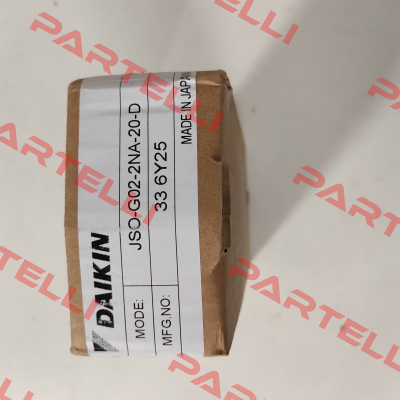 DAIKIN
MODE: JSO-G02-2NA-20-D
MFG.NO: 33 6Y25
MADE IN JAPAN
PARTELLI
PARTELLI
PARTELLI
PARTELLI